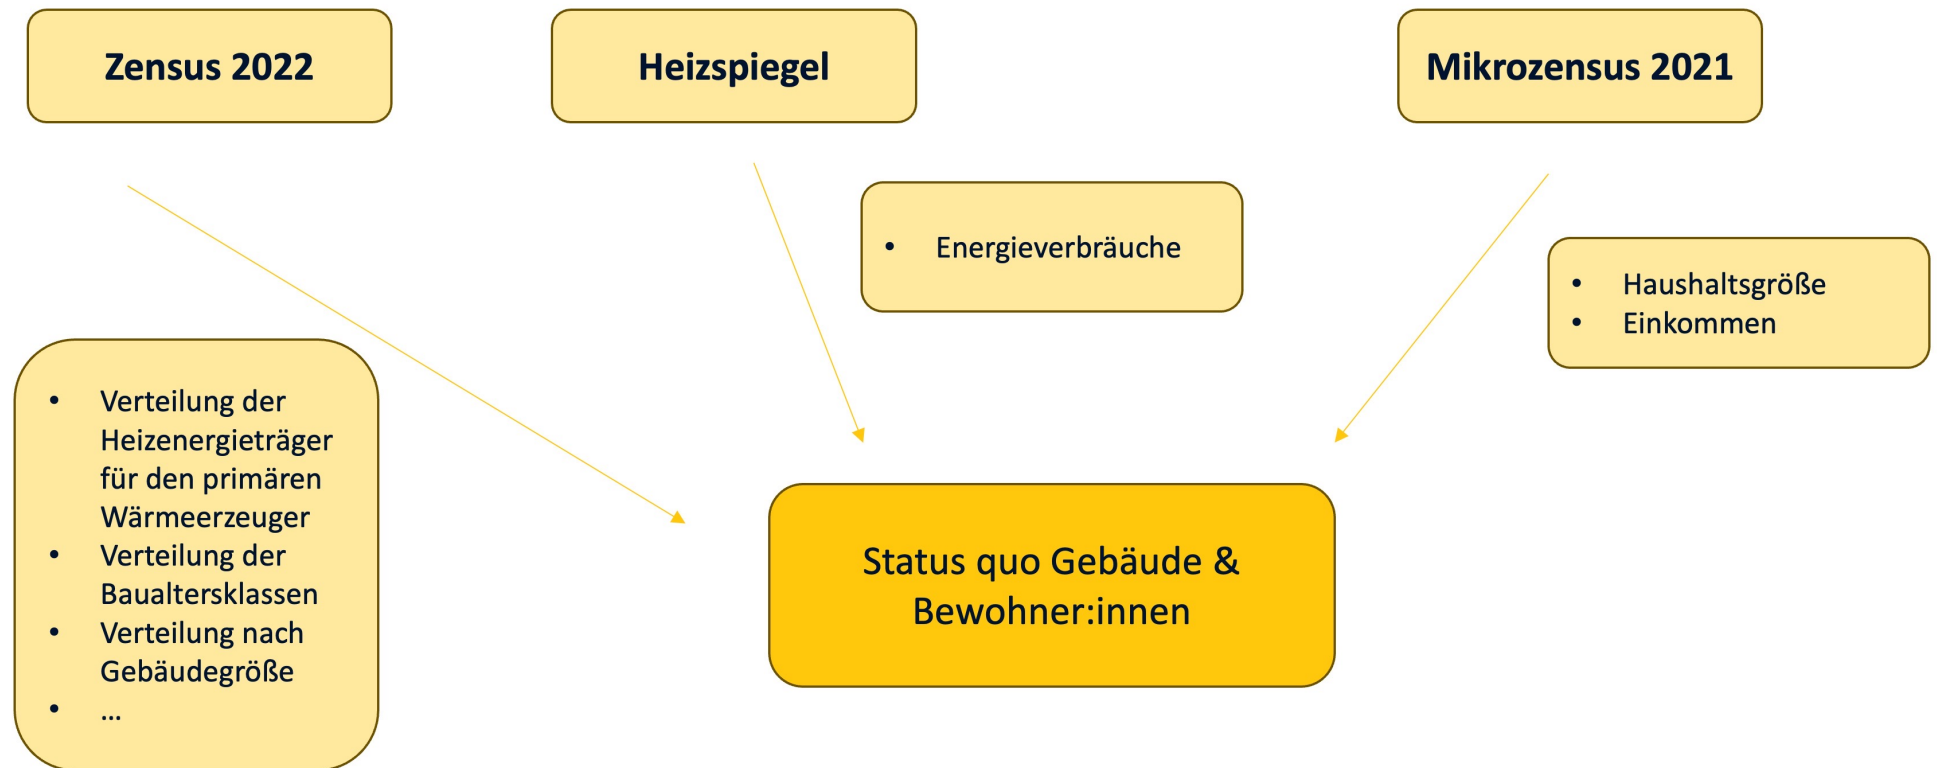 Zensus 2022
Heizspiegel
Mikrozensus 2021
• Energieverbräuche
• Haushaltsgröße
• Einkommen
• Verteilung der
Heizenergieträger
für den primären
Wärmeerzeuger
• Verteilung der
Baualtersklassen
• Verteilung nach
Gebäudegröße
• ...
Status quo Gebäude &
Bewohner:innen